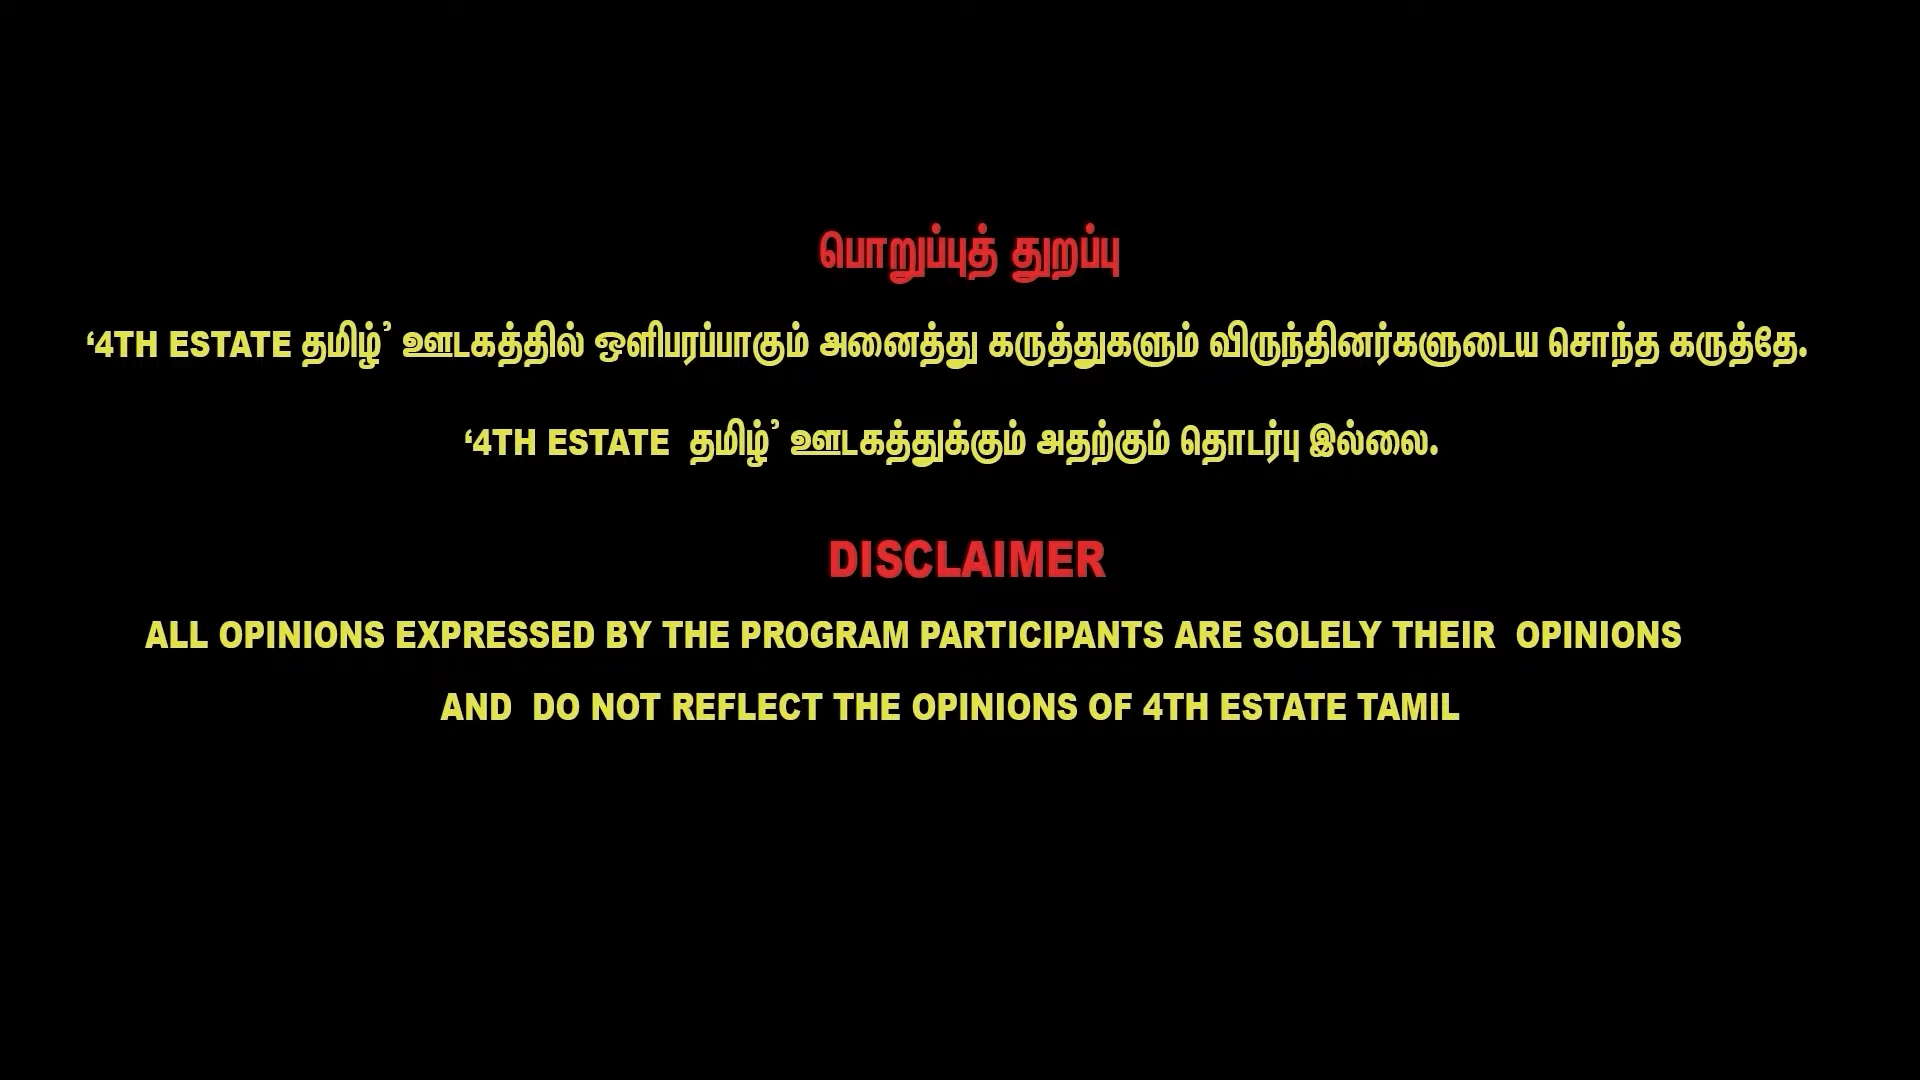 பொறுப்புத் துறப்பு
‘4TH ESTATE தமிழ்’ ஊடகத்தில் ஒளிபரப்பாகும் அனைத்து கருத்துகளும் விருந்தினர்களுடைய சொந்த கருத்தே.
‘4TH ESTATE தமிழ்’ ஊடகத்துக்கும் அதற்கும் தொடர்பு இல்லை.
DISCLAIMER
ALL OPINIONS EXPRESSED BY THE PROGRAM PARTICIPANTS ARE SOLELY THEIR OPINIONS
AND DO NOT REFLECT THE OPINIONS OF 4TH ESTATE TAMIL